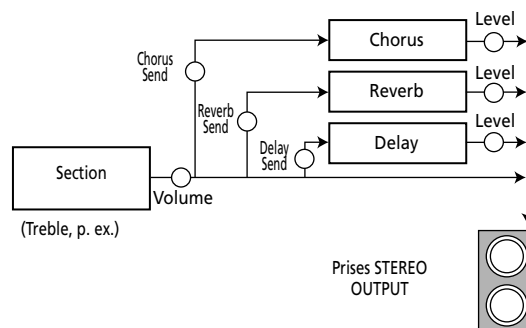 Level
Chorus
Chorus
Send
Level
Reverb
Reverb
Send
Level
Delay
Delay
Send
Section
Volume
(Treble, p. ex.)
Prises STEREO
OUTPUT